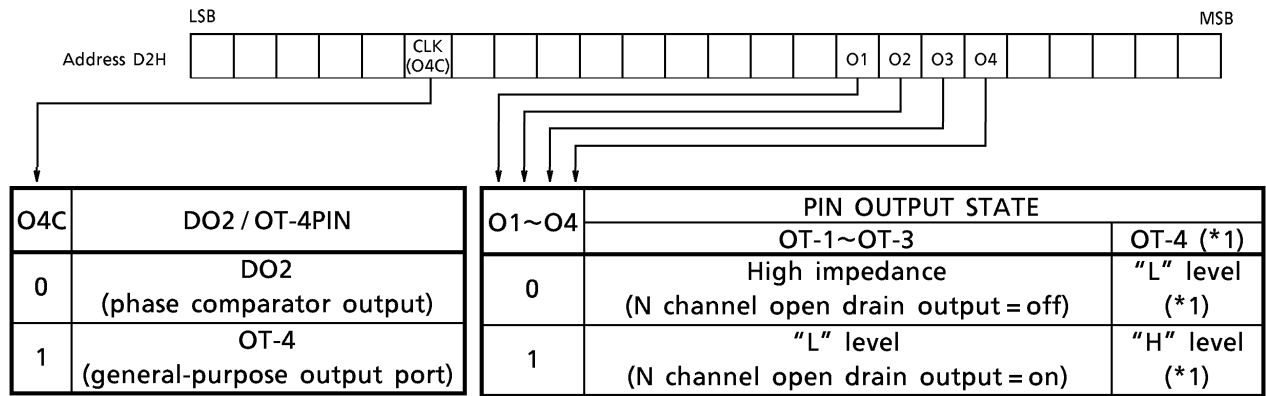 LSB MSB
Address D2H CLK (O4C) O1 O2 O3 O4
O4C DO2 / OT-4PIN
0 DO2
(phase comparator output)
1 OT-4
(general-purpose output port)
O1~O4 PIN OUTPUT STATE
OT-1~OT-3 OT-4 (*1)
0 High impedance
(N channel open drain output = off)
“L” level
(*1)
1 “L” level
(N channel open drain output = on)
“H” level
(*1)